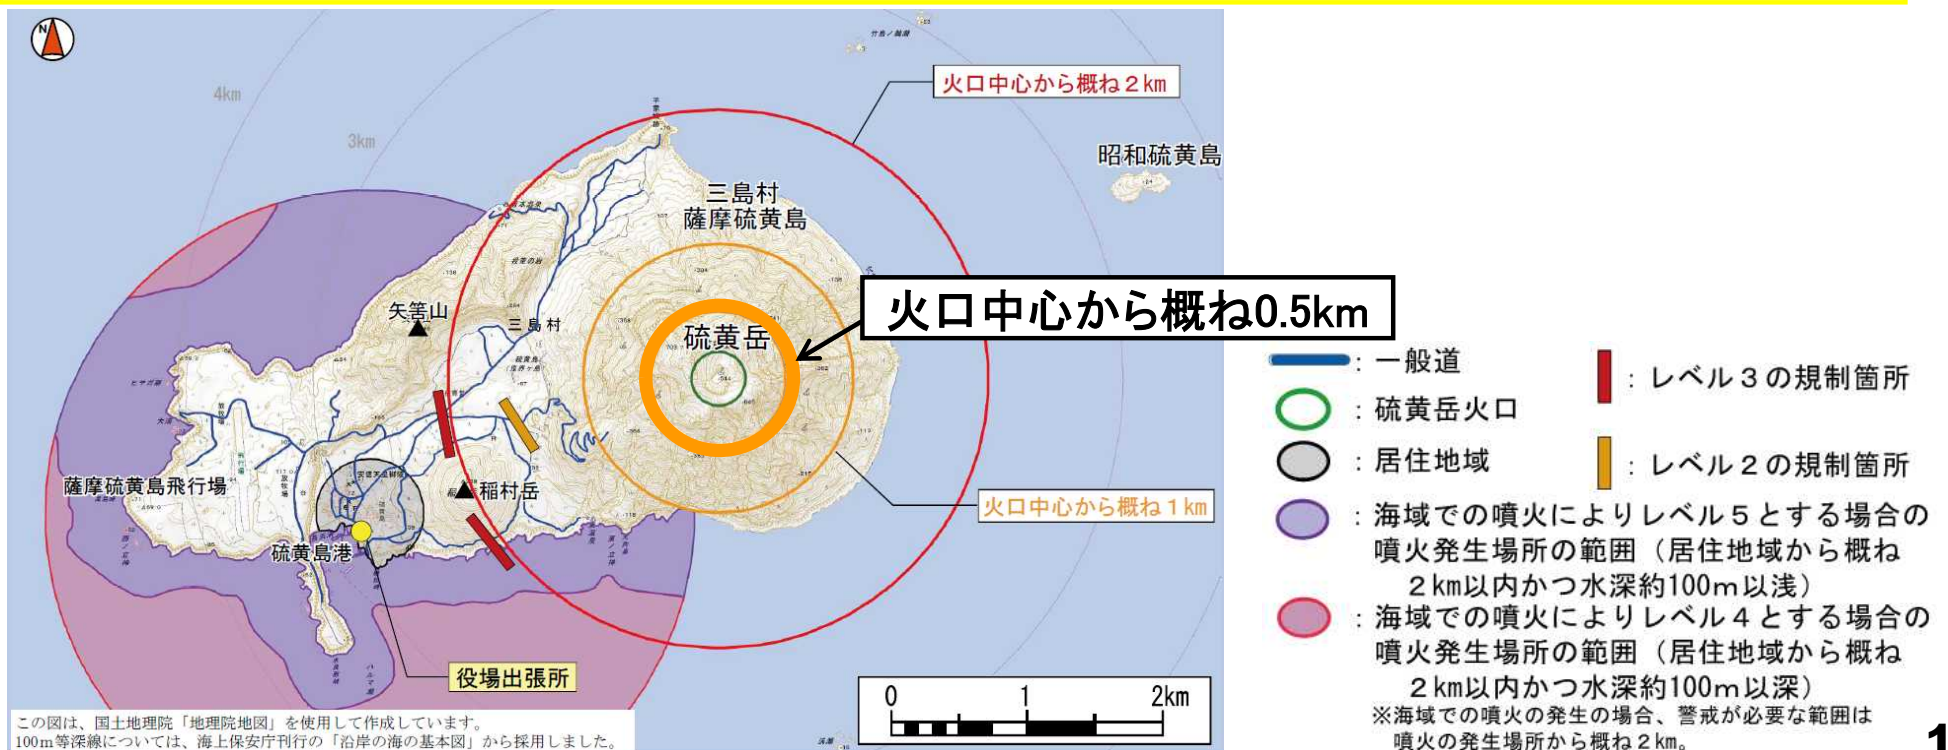 N
4km
3km
火口中心から概ね2km
昭和硫黄島
三島村
薩摩硫黄島
矢筈山
三島村
硫黄岳
火口中心から概ね0.5km
薩摩硫黄島飛行場
稲村岳
硫黄島港
火口中心から概ね1km
役場出張所
0 1 2km
この図は、国土地理院「地理院地図」を使用して作成しています。
100m等深線については、海上保安庁刊行の「沿岸の海の基本図」から採用しました。
：一般道
：硫黄岳火口
：居住地域
：レベル3の規制箇所
：レベル2の規制箇所
：海域での噴火によりレベル5とする場合の
噴火発生場所の範囲（居住地域から概ね
2km以内かつ水深約100m以浅）
：海域での噴火によりレベル4とする場合の
噴火発生場所の範囲（居住地域から概ね
2km以内かつ水深約100m以深）
※海域での噴火の発生の場合、警戒が必要な範囲は
噴火の発生場所から概ね2km。
1